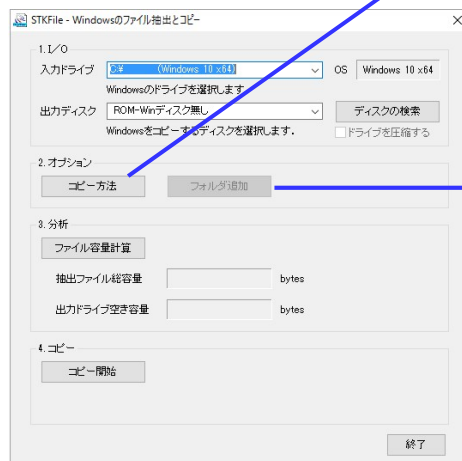 STKFile - Windowsのファイル抽出とコピー
1.I/O
入力ドライブ C:¥ (Windows 10 x64) OS Windows 10 x64
Windowsのドライブを選択します
出力ディスク ROM-Winディスク無し ディスクの検索
Windowsをコピーするディスクを選択します。 ドライブを圧縮する
2.オプション
コピー方法 フォルダ追加
3.分析
ファイル容量計算
抽出ファイル総容量 bytes
出力ドライブ空き容量 bytes
4.コピー
コピー開始
終了